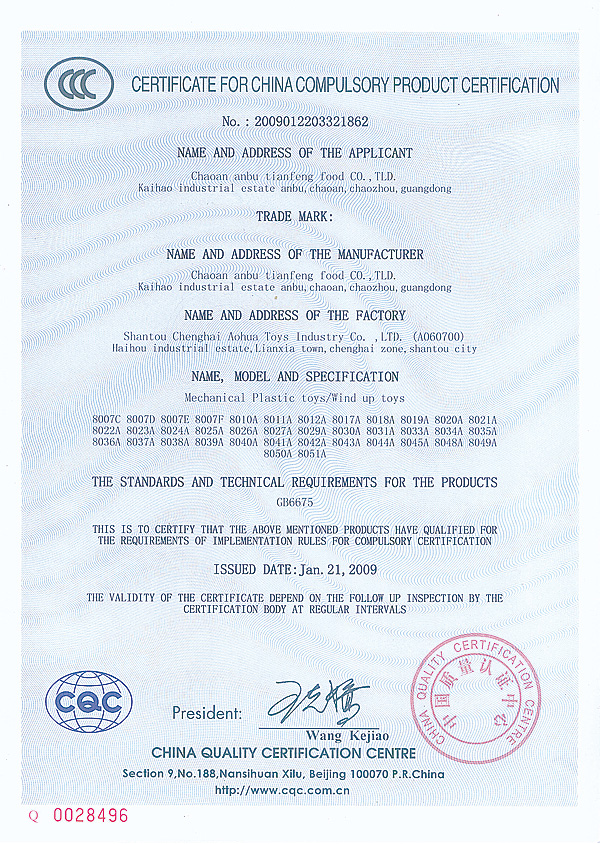 CCC
CERTIFICATE FOR CHINA COMPULSORY PRODUCT CERTIFICATION
No. : 2009012203321862
NAME AND ADDRESS OF THE APPLICANT
Chaoan anbu tianfeng food CO.,TLD.
Kaihao industrial estate anbu,chaoan,chaozhou,guangdong
TRADE MARK:
NAME AND ADDRESS OF THE MANUFACTURER
Chaoan anbu tianfeng food CO.,TLD.
Kaihao industrial estate anbu,chaoan,chaozhou,guangdong
NAME AND ADDRESS OF THE FACTORY
Shantou Chenghai Aohua Toys Industry Co. ,LTD. (A060700)
Haihou industrial estate,Lianxia town,chenghai zone,shantou city
NAME, MODEL AND SPECIFICATION
Mechanical Plastic toys/Wind up toys
8007C 8007D 8007E 8007F 8010A 8011A 8012A 8017A 8018A 8019A 8020A 8021A
8022A 8023A 8024A 8025A 8026A 8027A 8029A 8030A 8031A 8033A 8034A 8035A
8036A 8037A 8038A 8039A 8040A 8041A 8042A 8043A 8044A 8045A 8048A 8049A
8050A 8051A
THE STANDARDS AND TECHNICAL REQUIREMENTS FOR THE PRODUCTS
GB6675
THIS IS TO CERTIFY THAT THE ABOVE MENTIONED PRODUCTS HAVE QUALIFIED FOR
THE REQUIREMENTS OF IMPLEMENTATION RULES FOR COMPULSORY CERTIFICATION
ISSUED DATE:Jan. 21, 2009
THE VALIDITY OF THE CERTIFICATE DEPEND ON THE FOLLOW UP INSPECTION BY THE
CERTIFICATION BODY AT REGULAR INTERVALS
CQC
President:
Wang Kejiao
CHINA QUALITY CERTIFICATION CENTRE
中国质量认证中心
CHINA QUALITY CERTIFICATION CENTRE
Section 9,No.188,Nansihuan Xilu, Beijing 100070 P.R.China
http://www.cqc.com.cn
Q 0028496